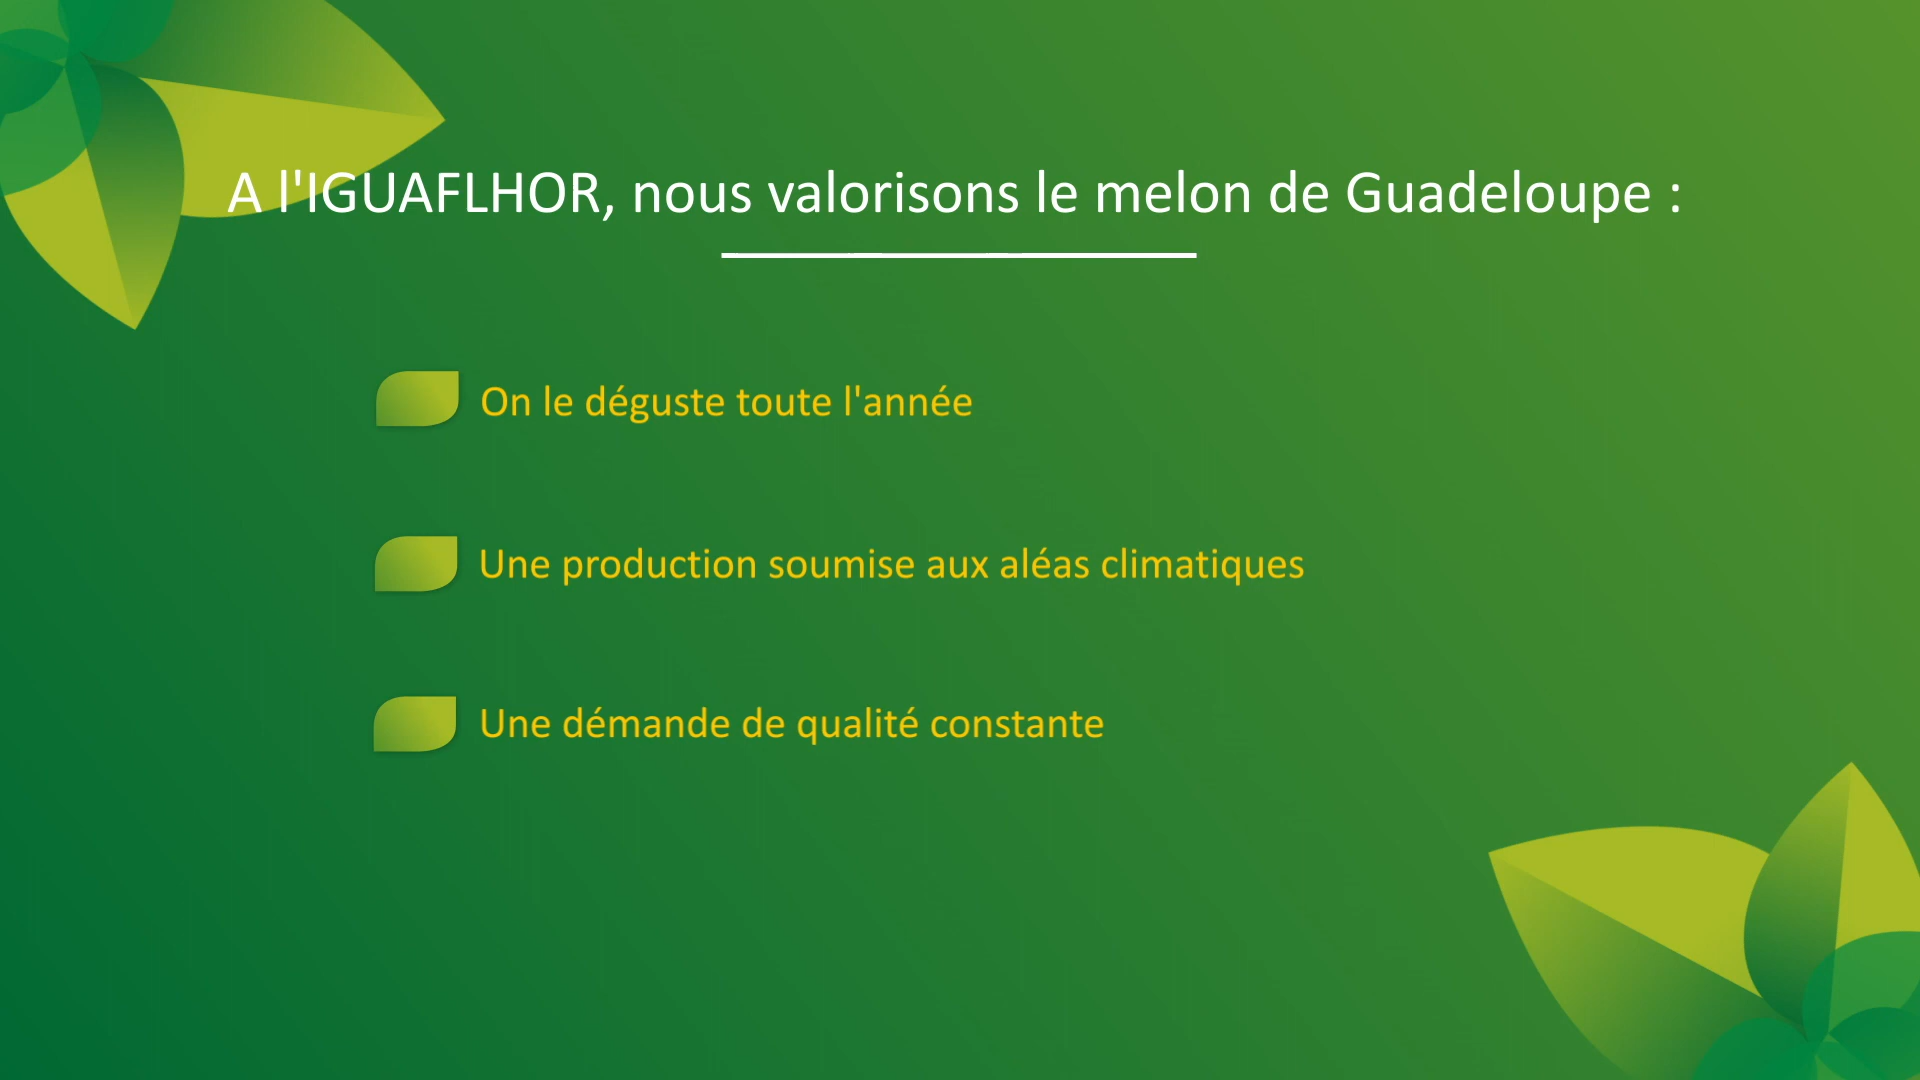 A l'IGUAFLHOR, nous valorisons le melon de Guadeloupe :
On le déguste toute l'année
Une production soumise aux aléas climatiques
Une démande de qualité constante